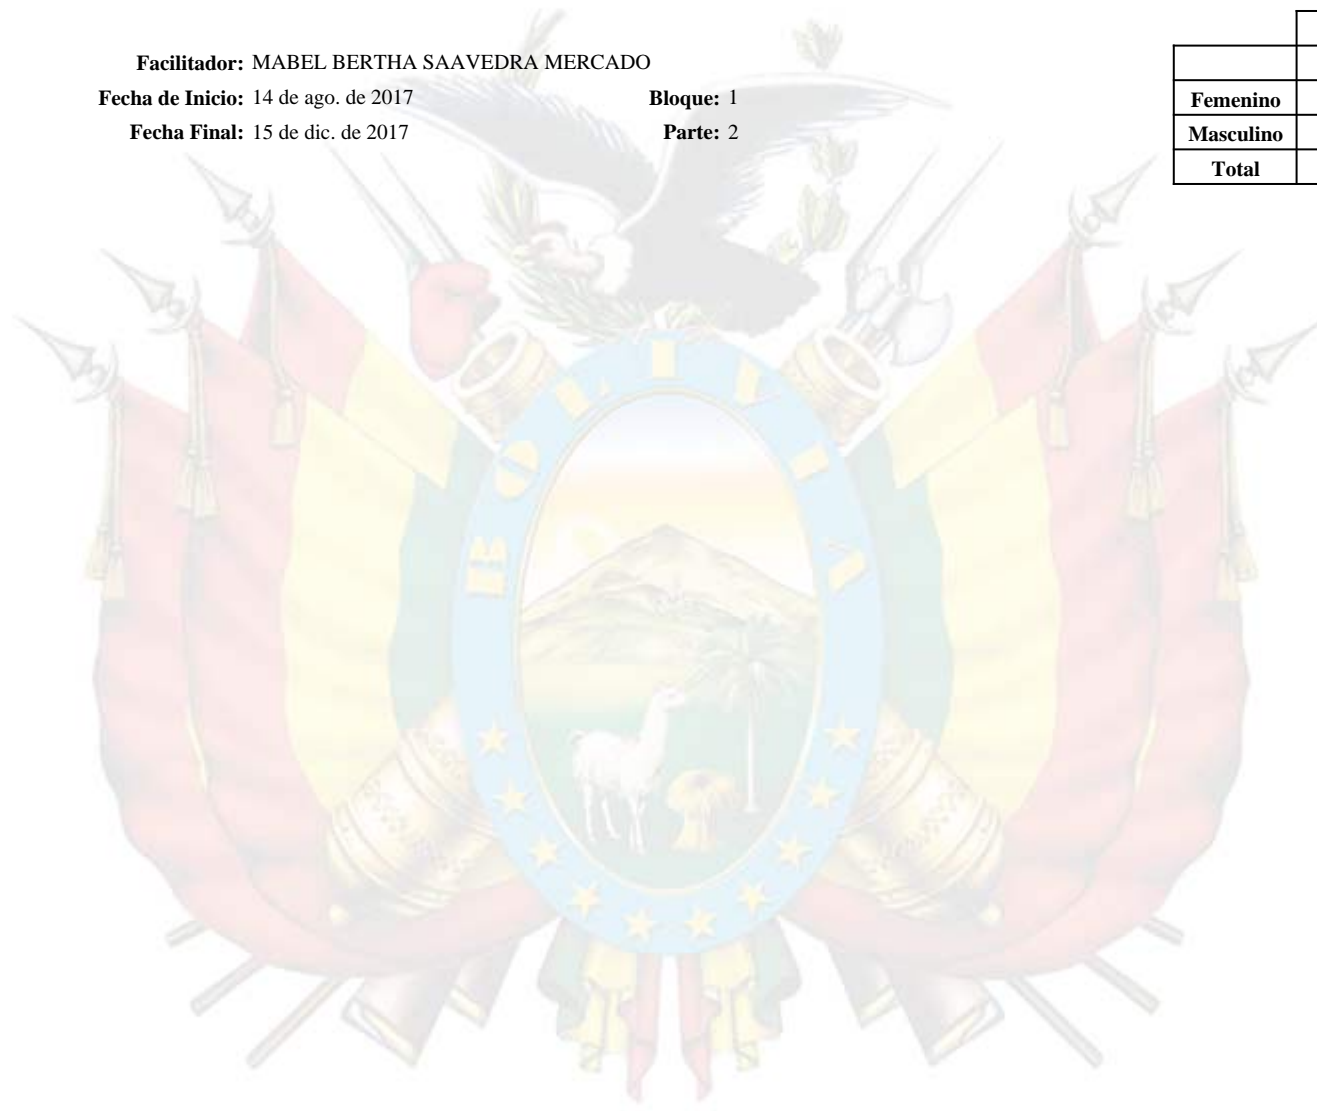 Facilitador: MABEL BERTHA SAAVEDRA MERCADO
Fecha de Inicio: 14 de ago. de 2017 Bloque: 1
Fecha Final: 15 de dic. de 2017 Parte: 2
Femenino
Masculino
Total
BOLIVIA